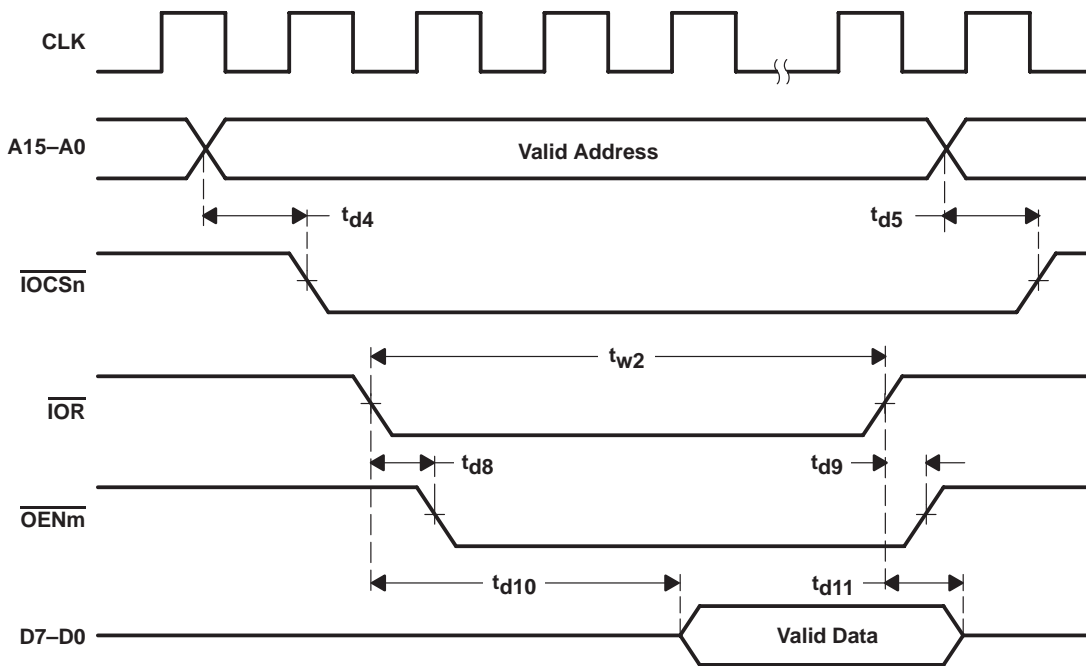 CLK
A15–A0
Valid Address
td4
td5
IOCSn
tw2
IOR
td8
td9
OENm
td10
td11
D7–D0
Valid Data